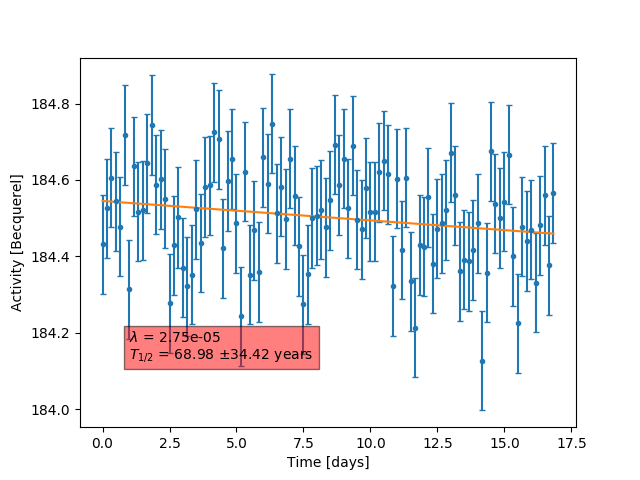 184.8
184.6
184.4
184.2
184.0
Activity [Becquerel]
λ = 2.75e-05
T1/2 = 68.98 ±34.42 years
0.0 2.5 5.0 7.5 10.0 12.5 15.0 17.5
Time [days]